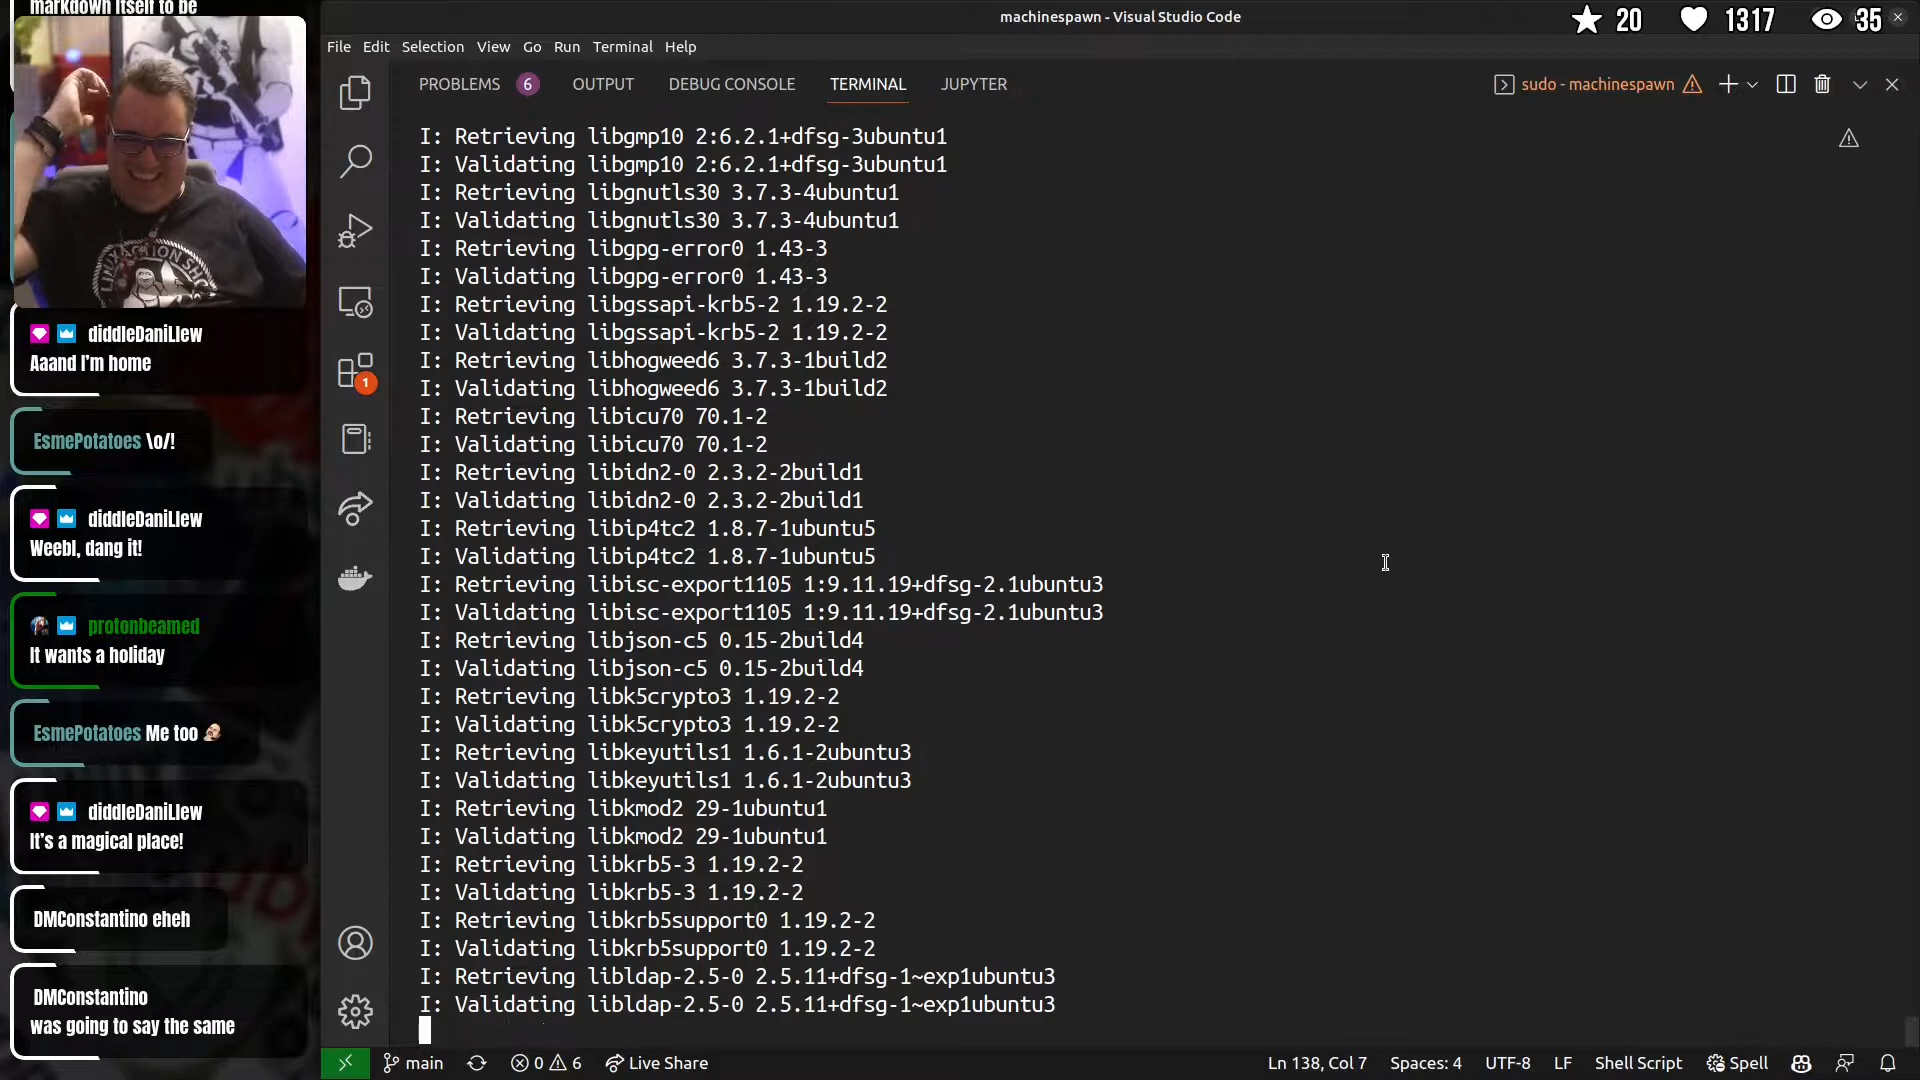 markdown itself to be
LINUX ACTION SHOW
diddleDaniLlew
Aaand I'm home
EsmePotatoes \o/!
diddleDaniLlew
Weebl, dang it!
protonbeamed
It wants a holiday
EsmePotatoes Me too
diddleDaniLlew
It's a magical place!
DMConstantino eheh
DMConstantino
was going to say the same
machinespawn - Visual Studio Code
20 1317 35
File Edit Selection View Go Run Terminal Help
PROBLEMS 6 OUTPUT DEBUG CONSOLE TERMINAL JUPYTER
sudo - machinespawn
1
I: Retrieving libgmp10 2:6.2.1+dfsg-3ubuntu1
I: Validating libgmp10 2:6.2.1+dfsg-3ubuntu1
I: Retrieving libgnutls30 3.7.3-4ubuntu1
I: Validating libgnutls30 3.7.3-4ubuntu1
I: Retrieving libgpg-error0 1.43-3
I: Validating libgpg-error0 1.43-3
I: Retrieving libgssapi-krb5-2 1.19.2-2
I: Validating libgssapi-krb5-2 1.19.2-2
I: Retrieving libhogweed6 3.7.3-1build2
I: Validating libhogweed6 3.7.3-1build2
I: Retrieving libicu70 70.1-2
I: Validating libicu70 70.1-2
I: Retrieving libidn2-0 2.3.2-2build1
I: Validating libidn2-0 2.3.2-2build1
I: Retrieving libip4tc2 1.8.7-1ubuntu5
I: Validating libip4tc2 1.8.7-1ubuntu5
I: Retrieving libisc-export1105 1:9.11.19+dfsg-2.1ubuntu3
I: Validating libisc-export1105 1:9.11.19+dfsg-2.1ubuntu3
I: Retrieving libjson-c5 0.15-2build4
I: Validating libjson-c5 0.15-2build4
I: Retrieving libk5crypto3 1.19.2-2
I: Validating libk5crypto3 1.19.2-2
I: Retrieving libkeyutils1 1.6.1-2ubuntu3
I: Validating libkeyutils1 1.6.1-2ubuntu3
I: Retrieving libkmod2 29-1ubuntu1
I: Validating libkmod2 29-1ubuntu1
I: Retrieving libkrb5-3 1.19.2-2
I: Validating libkrb5-3 1.19.2-2
I: Retrieving libkrb5support0 1.19.2-2
I: Validating libkrb5support0 1.19.2-2
I: Retrieving libldap-2.5-0 2.5.11+dfsg-1~exp1ubuntu3
I: Validating libldap-2.5-0 2.5.11+dfsg-1~exp1ubuntu3
main 0 6 Live Share Ln 138, Col 7 Spaces: 4 UTF-8 LF Shell Script Spell